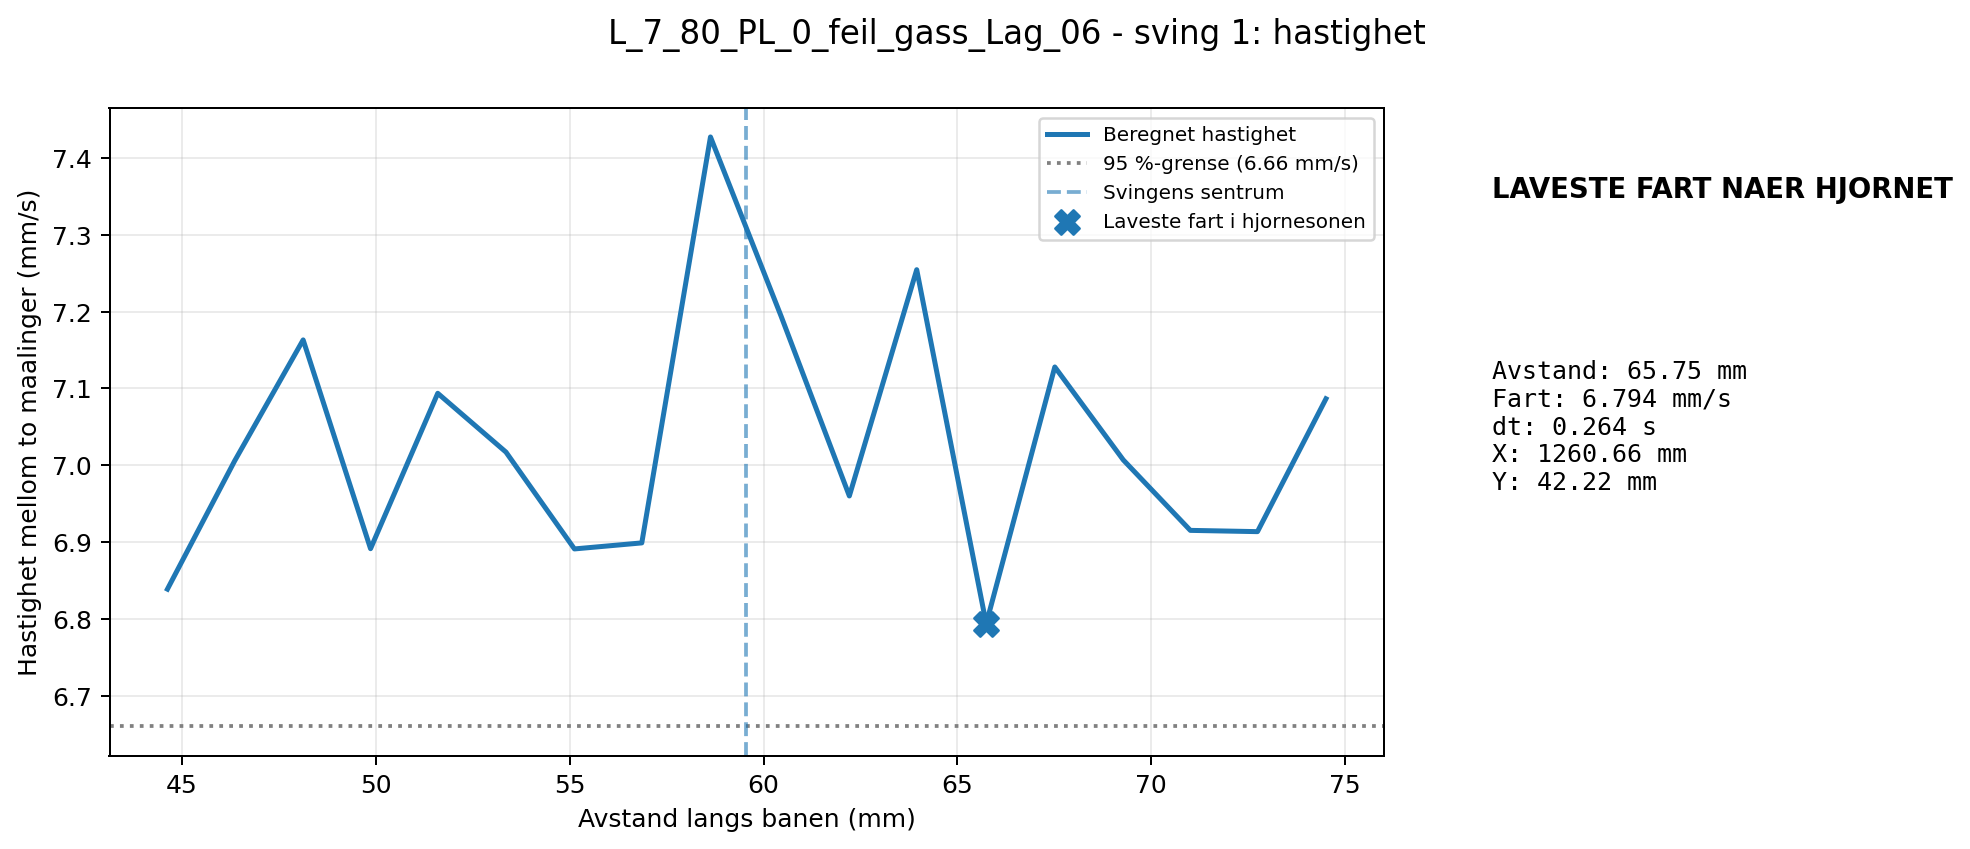 L_7_80_PL_0_feil_gass_Lag_06 - sving 1: hastighet
Hastighet mellom to maalinger (mm/s)
7.4
7.3
7.2
7.1
7.0
6.9
6.8
6.7
Beregnet hastighet
95 %-grense (6.66 mm/s)
Svingens sentrum
Laveste fart i hjornesonen
45
50
55
60
65
70
75
Avstand langs banen (mm)
LAVESTE FART NAER HJORNET
Avstand: 65.75 mm
Fart: 6.794 mm/s
dt: 0.264 s
X: 1260.66 mm
Y: 42.22 mm